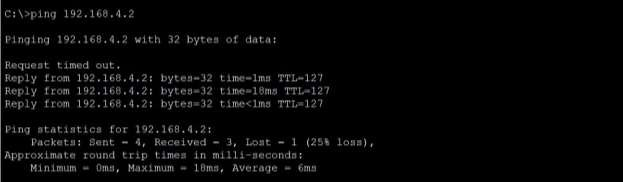 C:\>ping 192.168.4.2
Pinging 192.168.4.2 with 32 bytes of data:
Request timed out.
Reply from 192.168.4.2: bytes=32 time=1ms TTL=127
Reply from 192.168.4.2: bytes=32 time=18ms TTL=127
Reply from 192.168.4.2: bytes=32 time<1ms TTL=127
Ping statistics for 192.168.4.2:
Packets: Sent = 4, Received = 3, Lost = 1 (25% loss),
Approximate round trip times in milli-seconds:
Minimum = 0ms, Maximum = 18ms, Average = 6ms